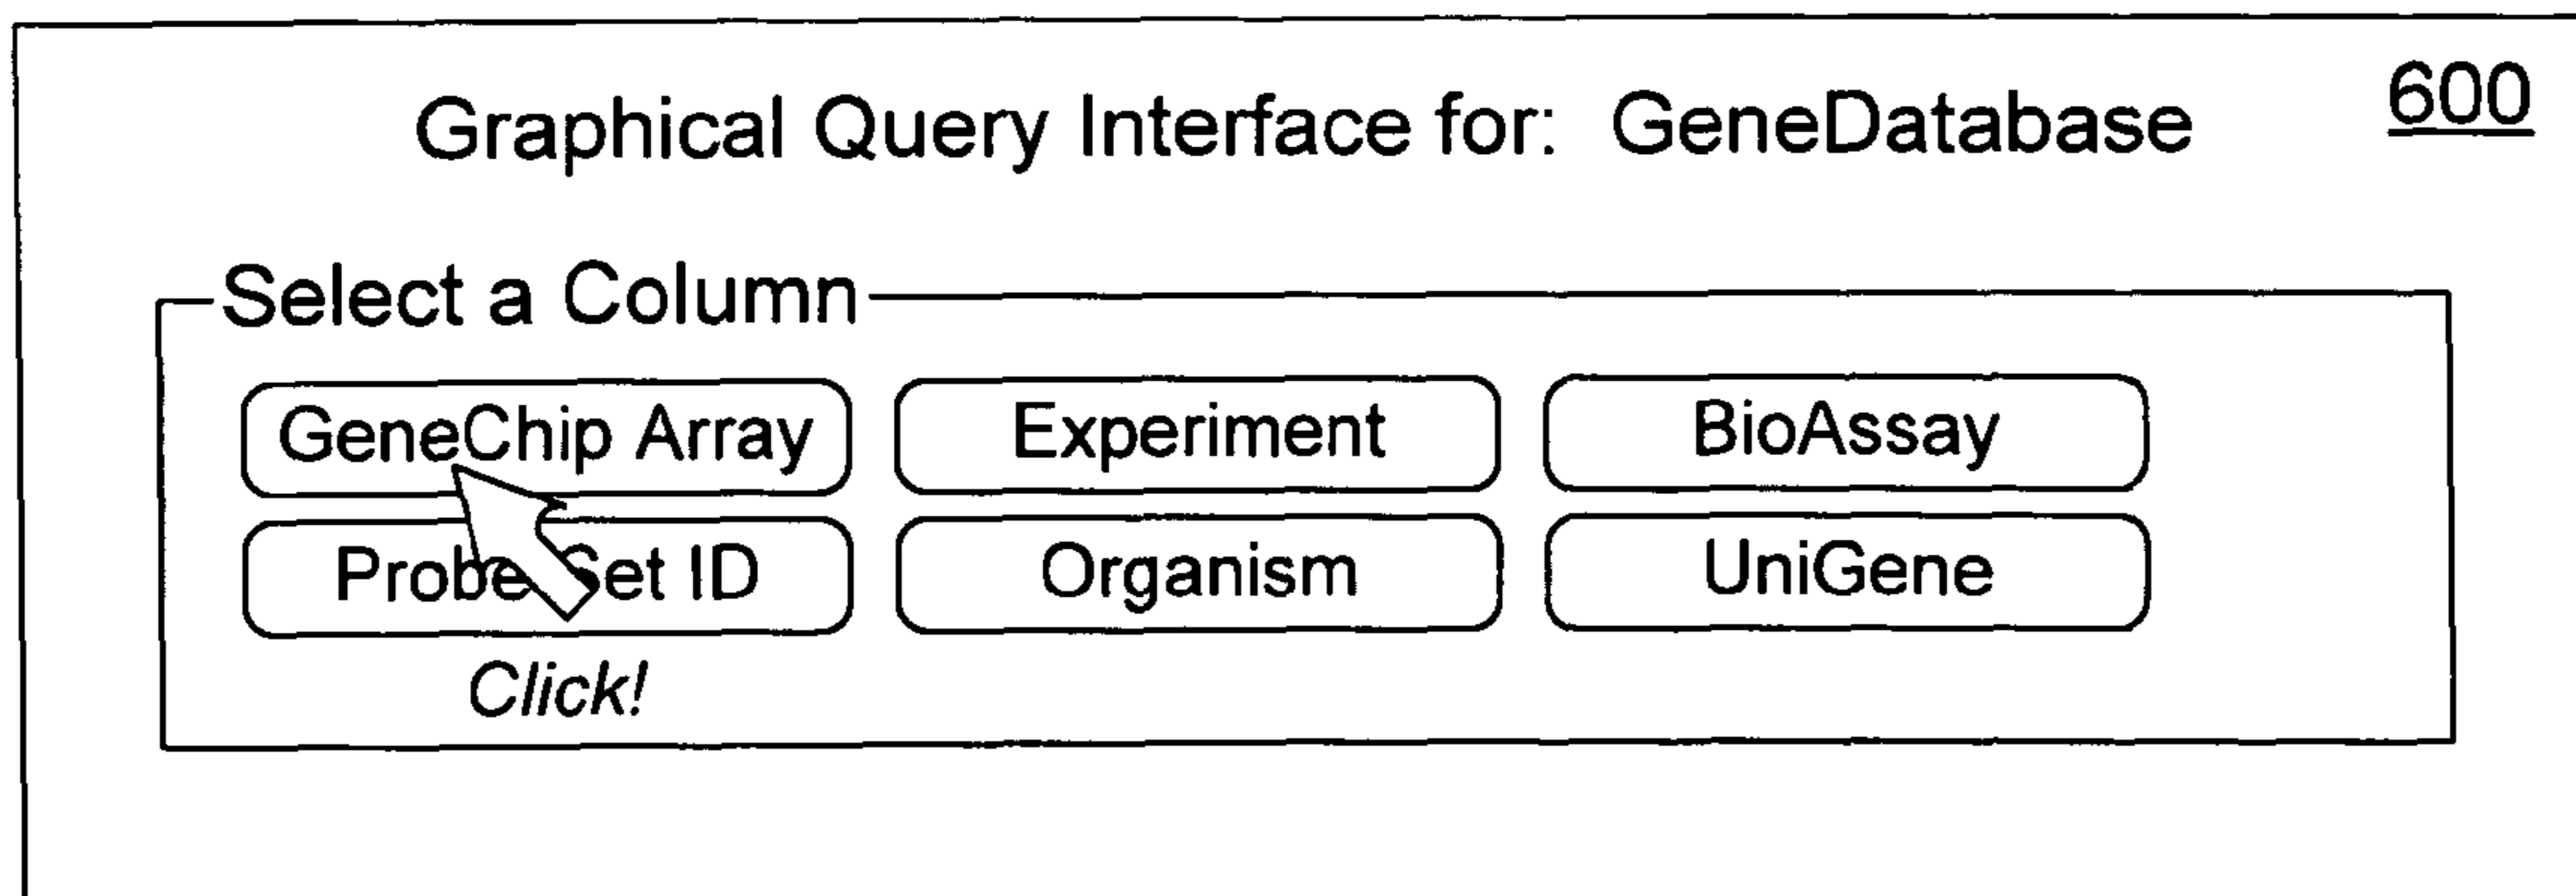 600
Graphical Query Interface for: GeneDatabase
Select a Column
GeneChip Array Experiment BioAssay
Probe Set ID Organism UniGene
Click!